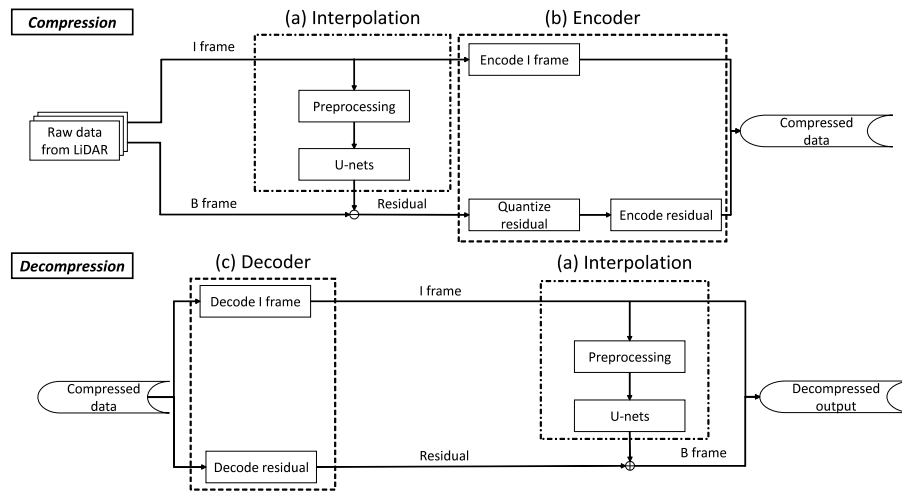 Compression
(a) Interpolation
(b) Encoder
I frame
Encode I frame
Preprocessing
Raw data
from LiDAR
Compressed
data
U-nets
B frame
Residual
Quantize
residual
Encode residual
Decompression
(c) Decoder
(a) Interpolation
Decode I frame
I frame
Preprocessing
Compressed
data
Decompressed
output
U-nets
Decode residual
Residual
B frame